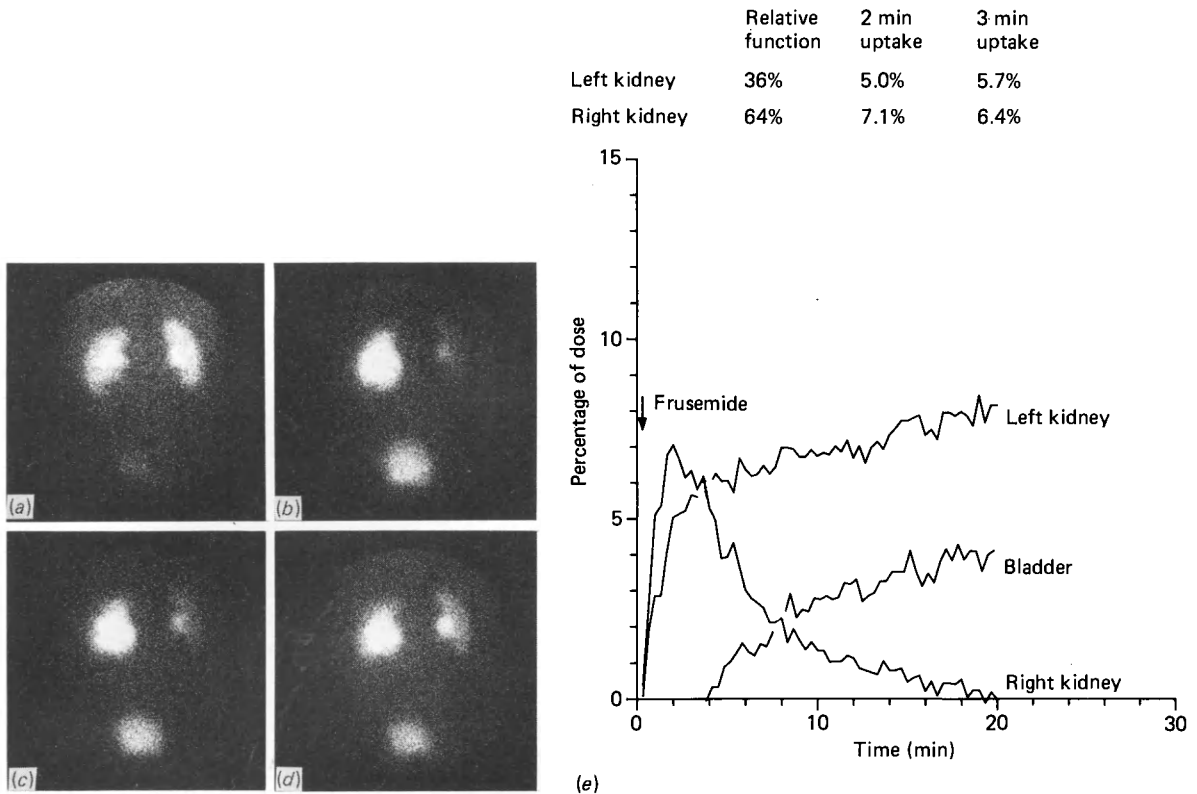 Relative function 2 min uptake 3 min uptake
Left kidney 36% 5.0% 5.7%
Right kidney 64% 7.1% 6.4%
15
10
5
0
Percentage of dose
Frusemide
Left kidney
Bladder
Right kidney
0 10 20 30
Time (min)
(a)
(b)
(c)
(d)
(e)